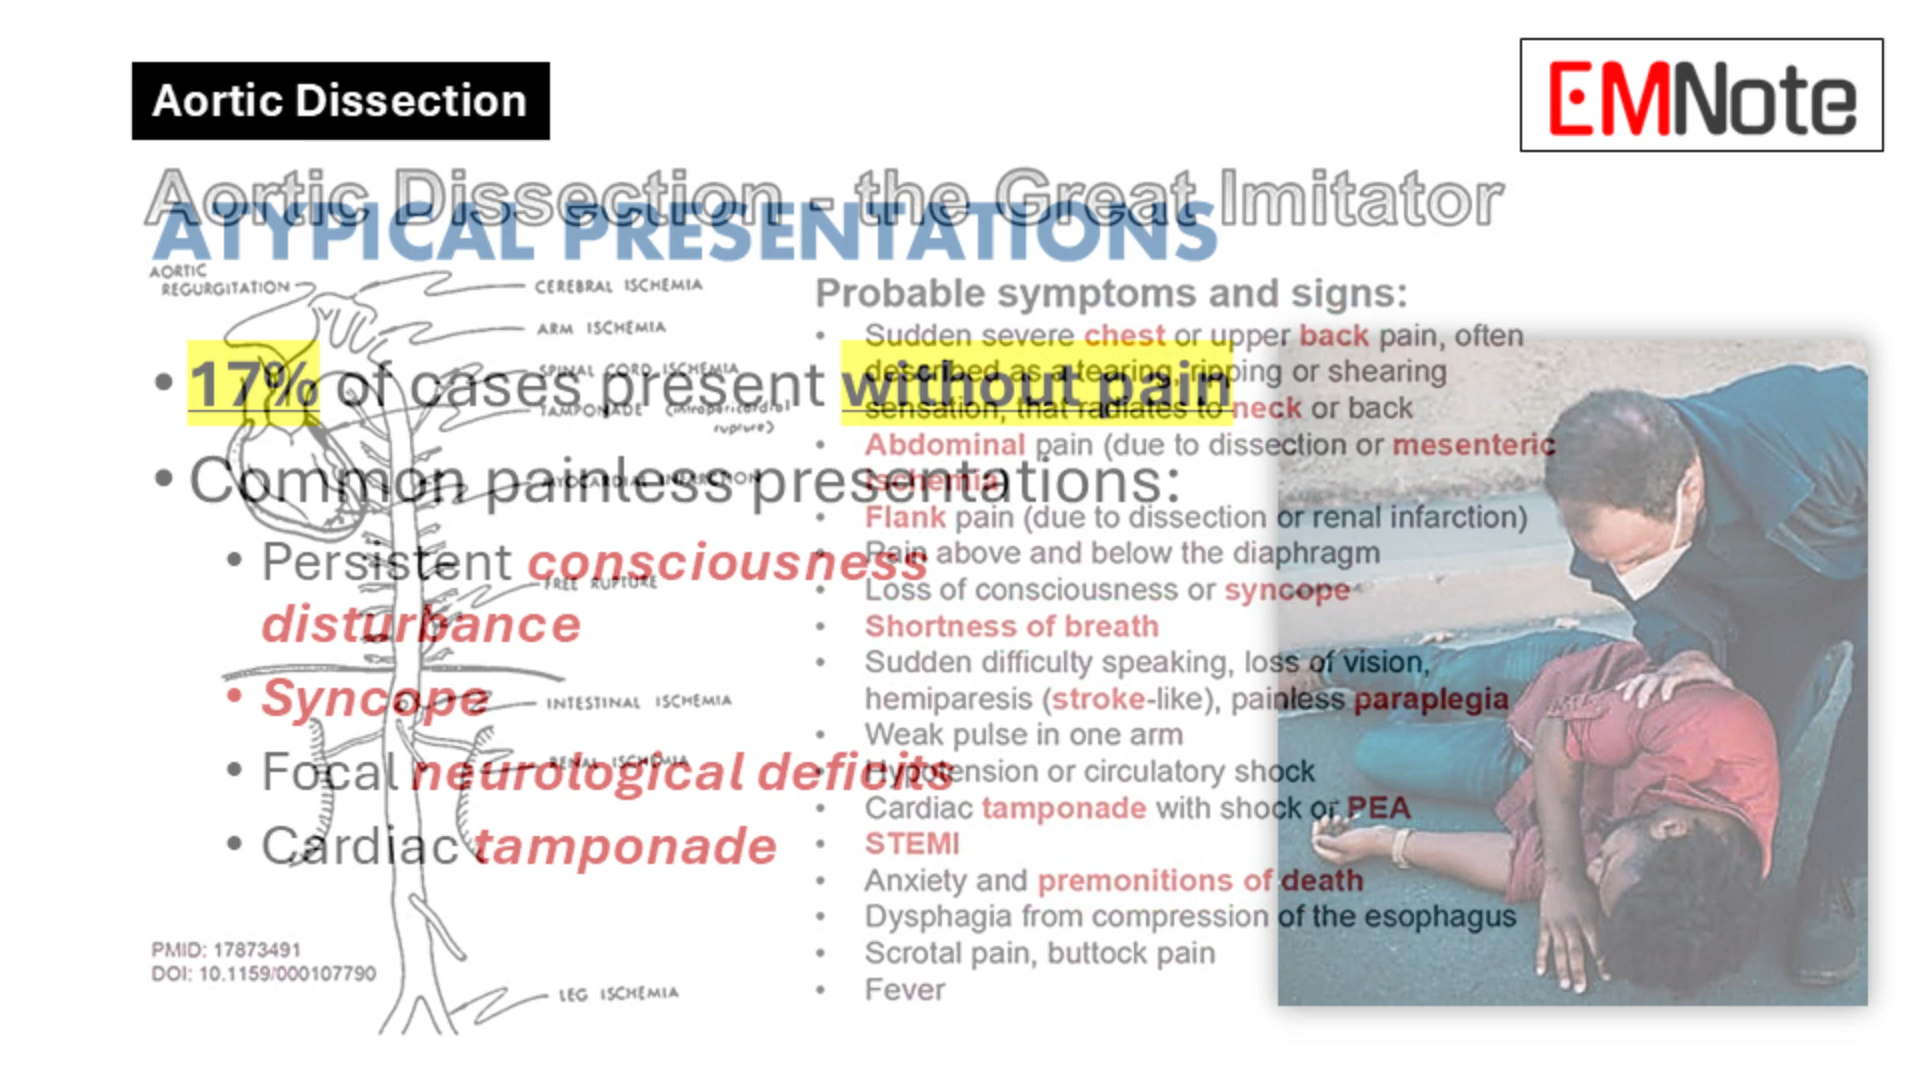 Aortic Dissection
EMNote
Aortic Dissection - the Great Imitator
ATYPICAL PRESENTATIONS
• 17% of cases present without pain
• Common painless presentations:
• Persistent consciousness
disturbance
• Syncope
• Focal neurological deficits
• Cardiac tamponade
AORTIC
REGURGITATION
CEREBRAL ISCHEMIA
ARM ISCHEMIA
SPINAL CORD ISCHEMIA
TAMPONADE (intrapericardial
rupture)
MYOCARDIAL INFARCTION
FREE RUPTURE
INTESTINAL ISCHEMIA
RENAL ISCHEMIA
LEG ISCHEMIA
PMID: 17873491
DOI: 10.1159/000107790
Probable symptoms and signs:
• Sudden severe chest or upper back pain, often
described as a tearing, ripping or shearing
sensation, that radiates to neck or back
• Abdominal pain (due to dissection or mesenteric
ischemia
• Flank pain (due to dissection or renal infarction)
• Pain above and below the diaphragm
• Loss of consciousness or syncope
• Shortness of breath
• Sudden difficulty speaking, loss of vision,
hemiparesis (stroke-like), painless paraplegia
• Weak pulse in one arm
• Hypotension or circulatory shock
• Cardiac tamponade with shock or PEA
• STEMI
• Anxiety and premonitions of death
• Dysphagia from compression of the esophagus
• Scrotal pain, buttock pain
• Fever